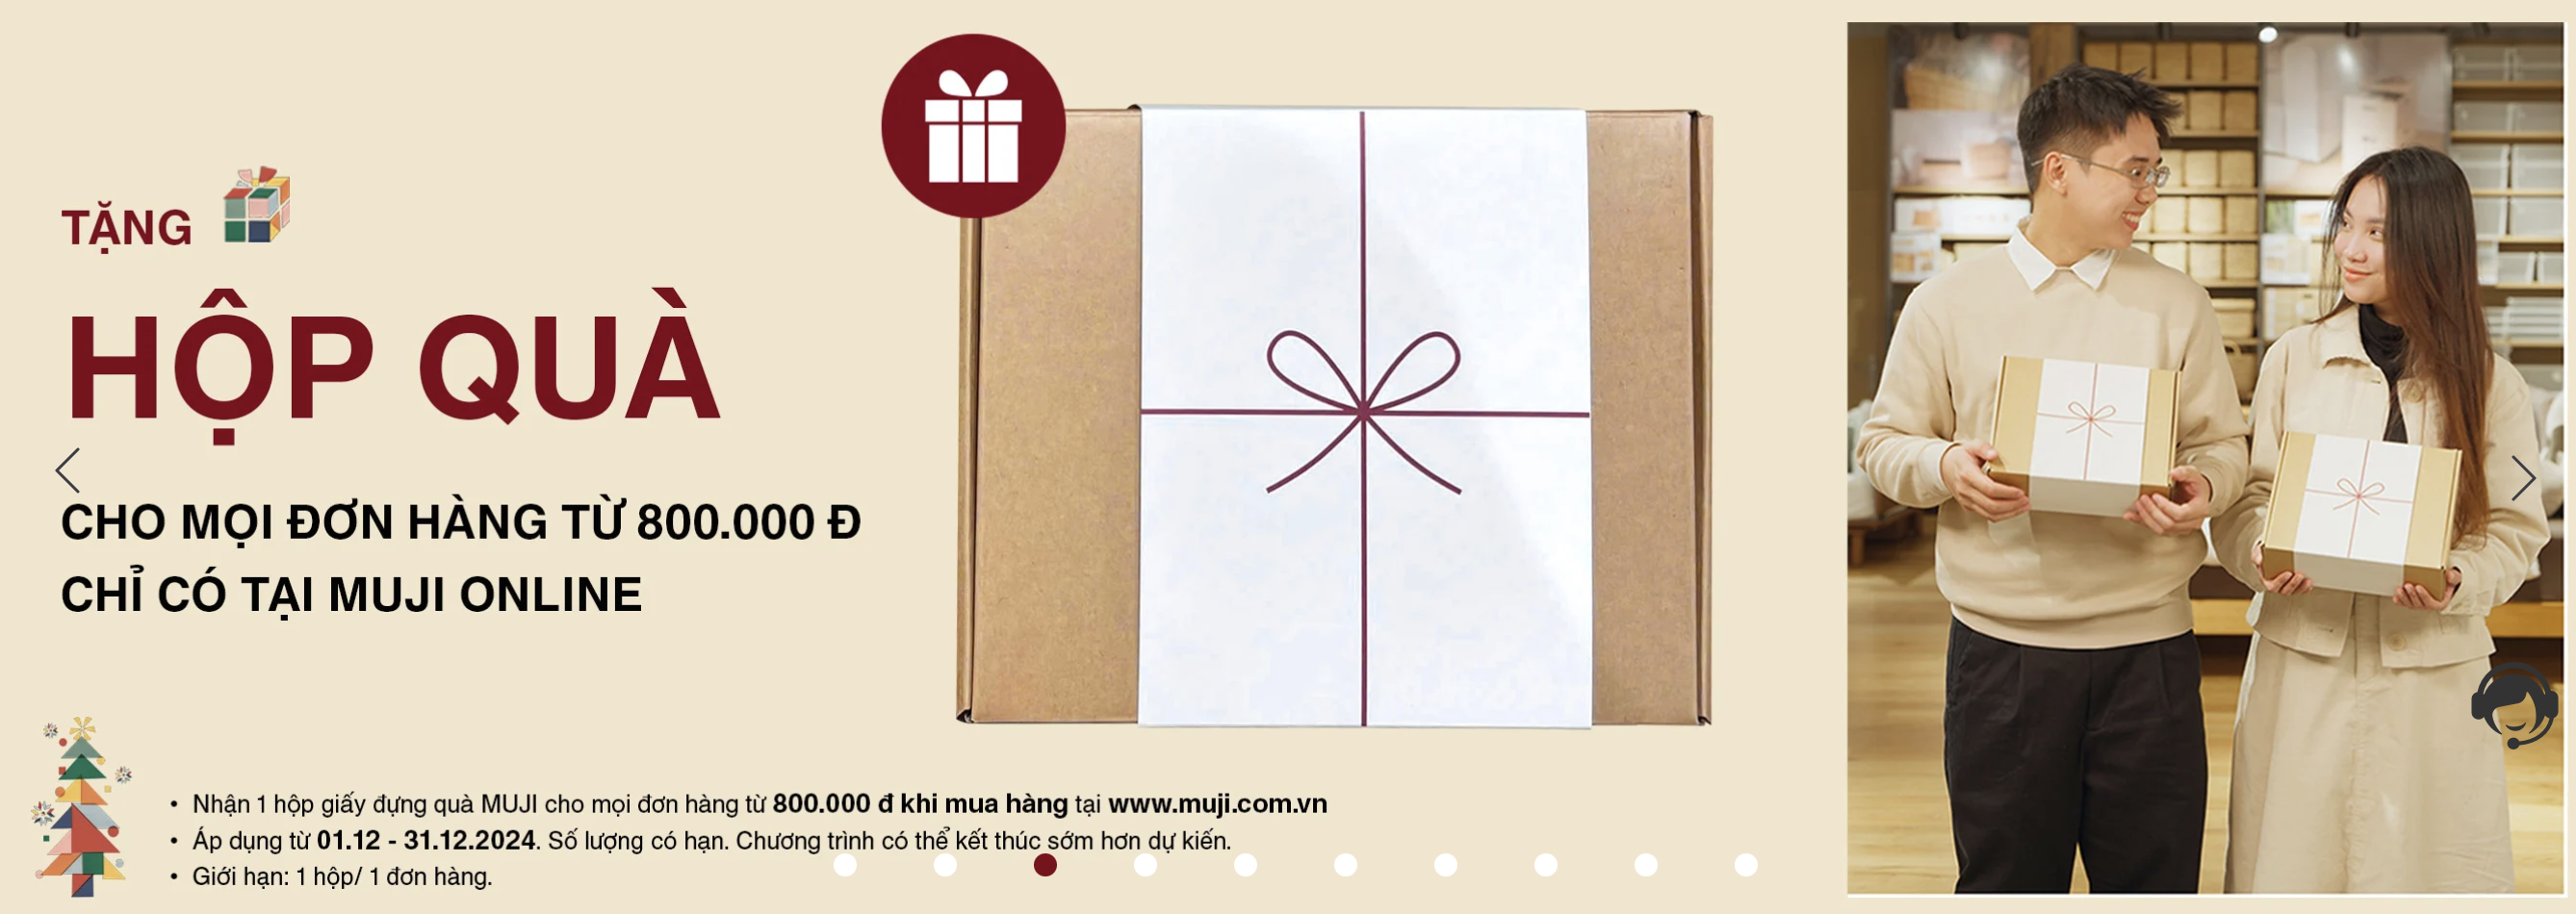 TẶNG
HỘP QUÀ
CHO MỌI ĐƠN HÀNG TỪ 800.000 Đ
CHỈ CÓ TẠI MUJI ONLINE
• Nhận 1 hộp giấy đựng quà MUJI cho mọi đơn hàng từ 800.000 đ khi mua hàng tại www.muji.com.vn
• Áp dụng từ 01.12 - 31.12.2024. Số lượng có hạn. Chương trình có thể kết thúc sớm hơn dự kiến.
• Giới hạn: 1 hộp/ 1 đơn hàng.